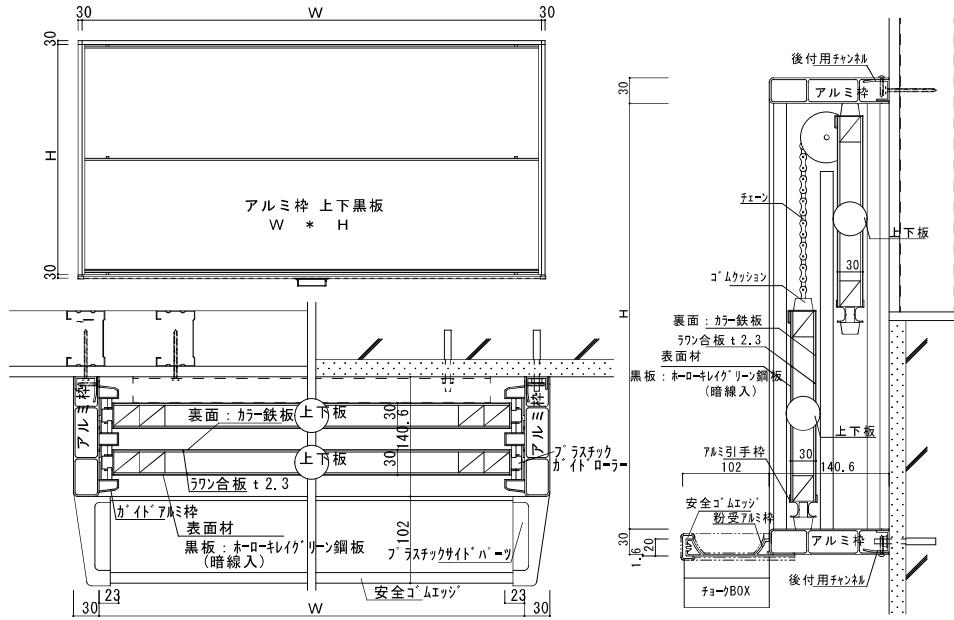 30
W
30
30
H
30
アルミ枠 上下黒板
W * H
アルミ枠
裏面：カラー鉄板
上下板
30
140.6
上下板
30
ラワン合板 t 2.3
アルミ枠
プラスチック
ガイドローラー
ガイドアルミ枠
表面材
黒板：ホーローキレイグリーン鋼板
(暗線入)
102
プラスチックサイドパーツ
安全ゴムエッジ
23
30
W
23
30
後付用チャンネル
アルミ枠
30
チェーン
上下板
30
ゴムクッション
H
裏面：カラー鉄板
ラワン合板 t 2.3
表面材
黒板：ホーローキレイグリーン鋼板
(暗線入)
上下板
アルミ引手枠
102
30
140.6
安全ゴムエッジ
粉受アルミ枠
30
1.6
20
アルミ枠
後付用チャンネル
チョークBOX